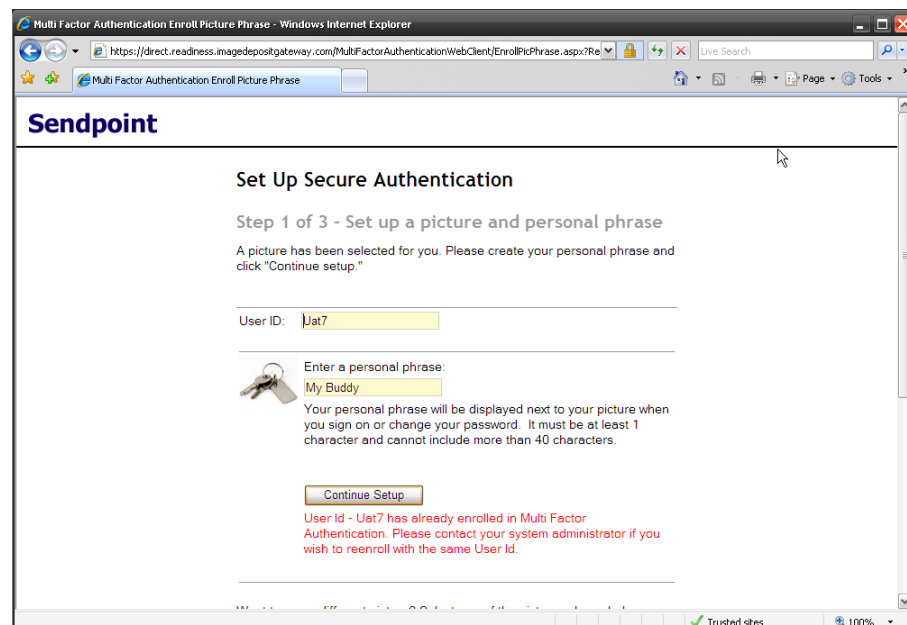 Multi Factor Authentication Enroll Picture Phrase - Windows Internet Explorer
https://direct.readiness.imagedepositgateway.com/MultiFactorAuthenticationWebClient/EnrollPicPhrase.aspx?Re
Live Search
Multi Factor Authentication Enroll Picture Phrase
Page
Tools
Sendpoint
Set Up Secure Authentication
Step 1 of 3 - Set up a picture and personal phrase
A picture has been selected for you. Please create your personal phrase and
click "Continue setup."
User ID: Uat7
Enter a personal phrase:
My Buddy
Your personal phrase will be displayed next to your picture when
you sign on or change your password. It must be at least 1
character and cannot include more than 40 characters.
Continue Setup
User Id - Uat7 has already enrolled in Multi Factor
Authentication. Please contact your system administrator if you
wish to reenroll with the same User Id.
Trusted sites
100%